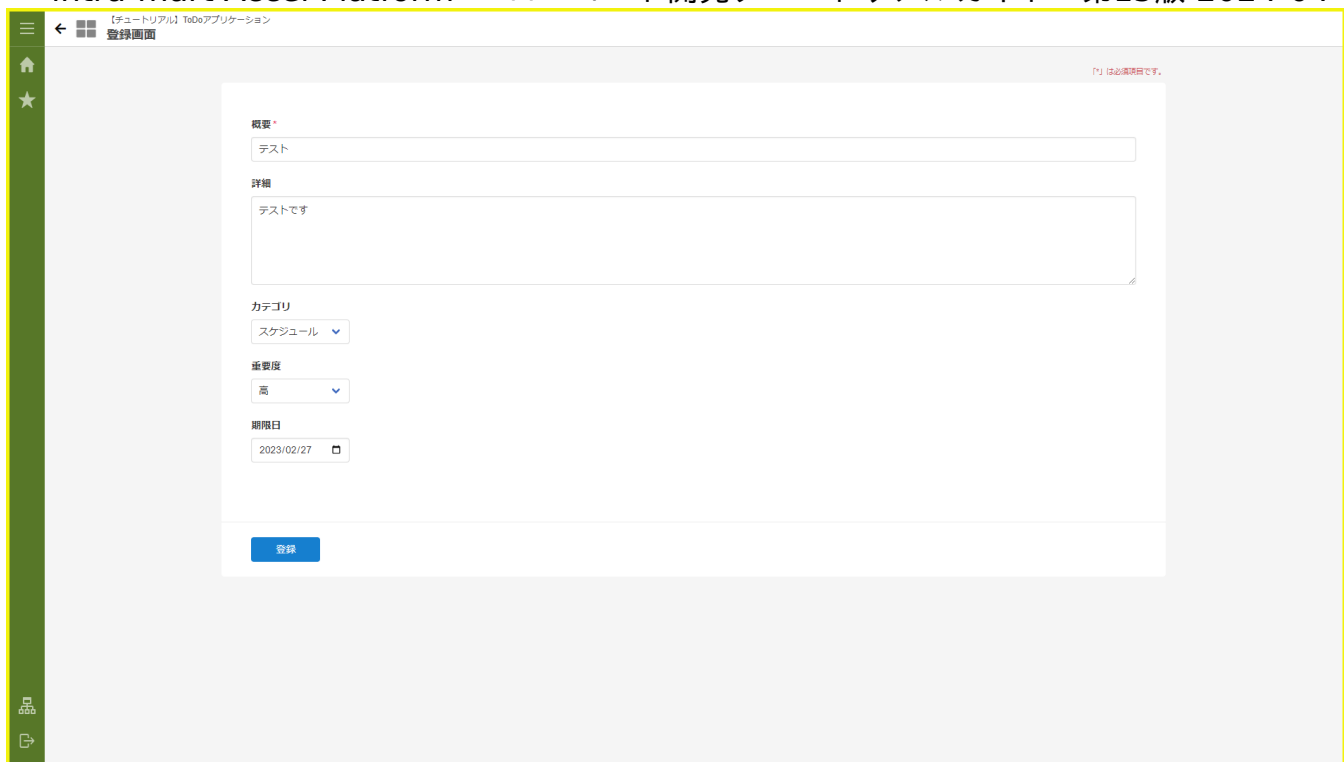 【チュートリアル】ToDoアプリケーション
登録画面
「*」は必須項目です。
概要*
テスト
詳細
テストです
カテゴリ
スケジュール
重要度
高
期限日
2023/02/27
登録